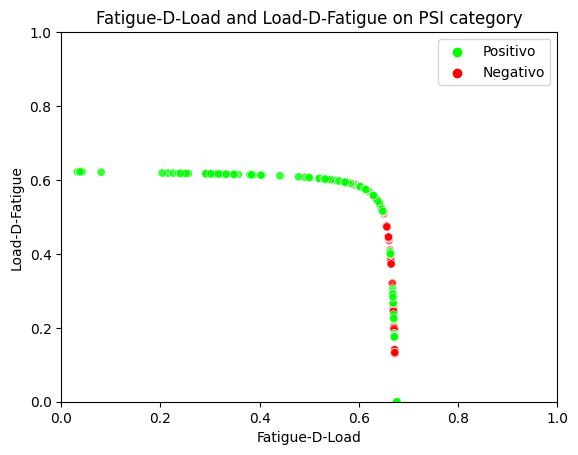 Fatigue-D-Load and Load-D-Fatigue on PSI category
1.0
0.8
0.6
0.4
0.2
0.0
Load-D-Fatigue
Positivo
Negativo
0.0 0.2 0.4 0.6 0.8 1.0
Fatigue-D-Load